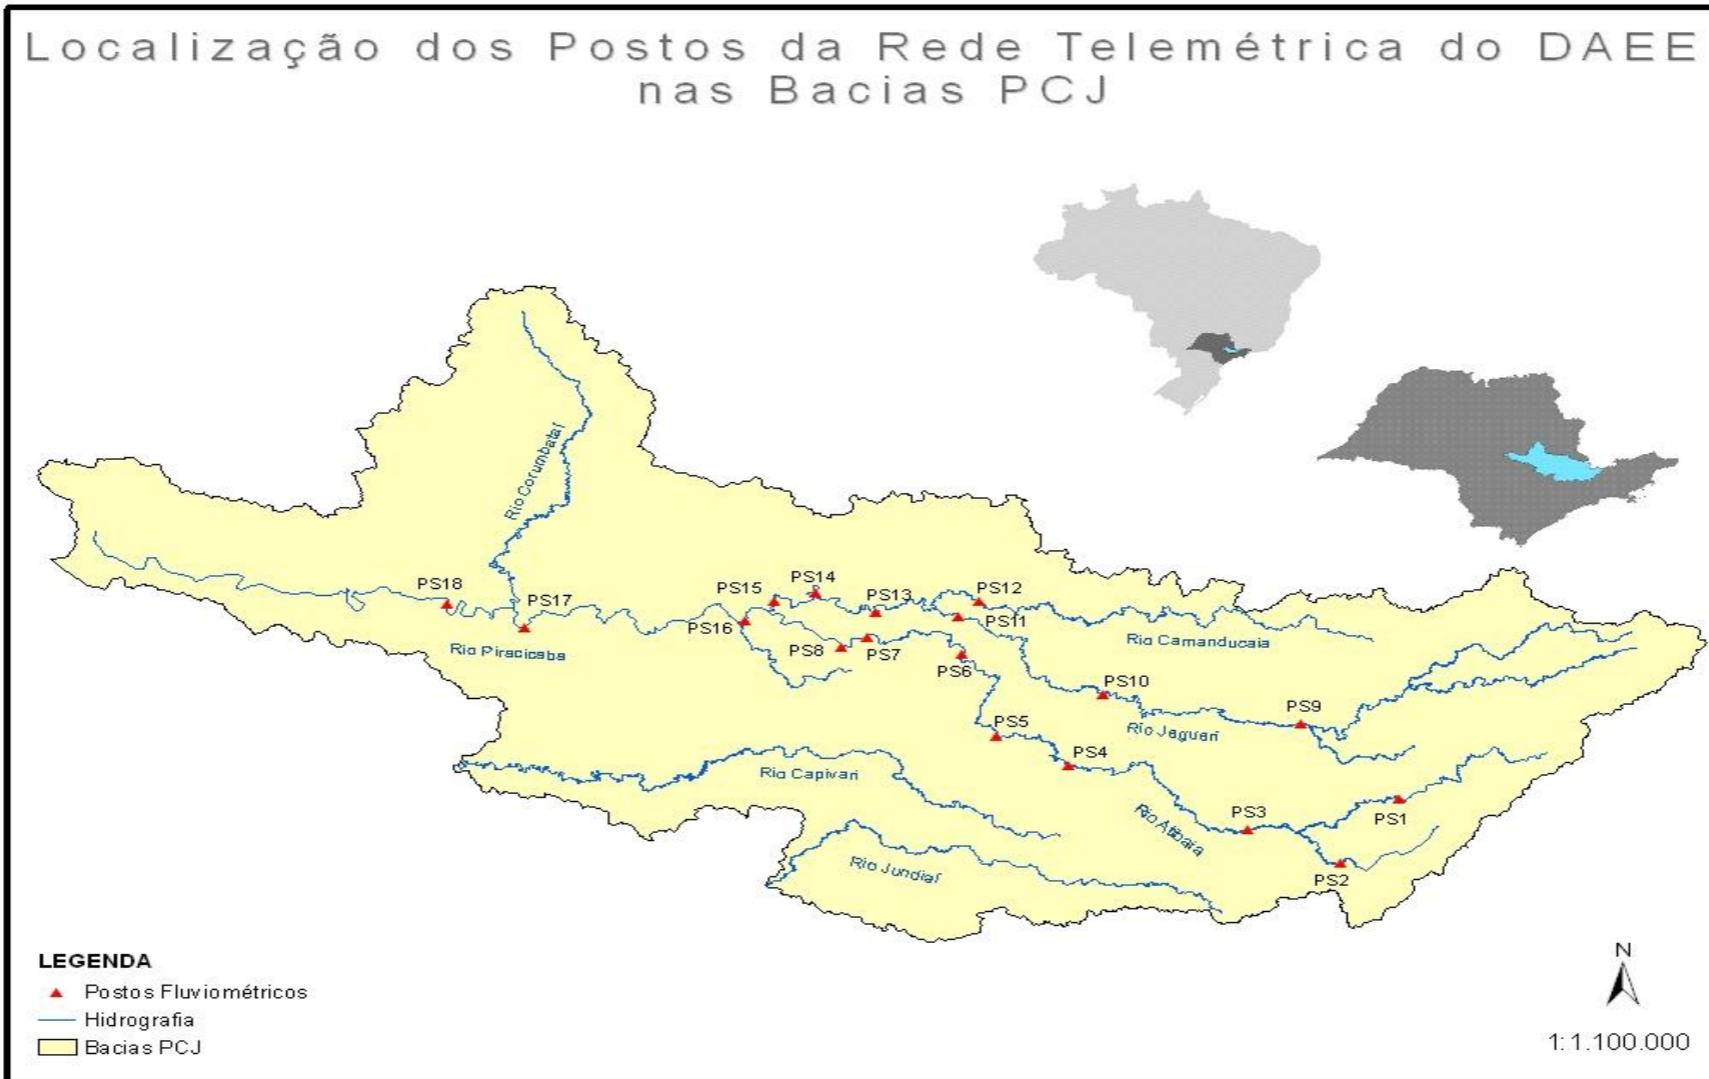 Localização dos Postos da Rede Telemétrica do DAEE
nas Bacias PCJ
Rio Corumbataí
PS18
PS17
PS15
PS14
PS13
PS12
PS16
PS11
Rio Piracicaba
PS8
PS7
PS6
Rio Camanducaia
PS10
PS9
PS5
Rio Jaguari
PS4
Rio Capivari
PS3
Rio Atibaia
PS1
Rio Jundiaí
PS2
LEGENDA
Postos Fluviométricos
Hidrografia
Bacias PCJ
N
1:1.100.000